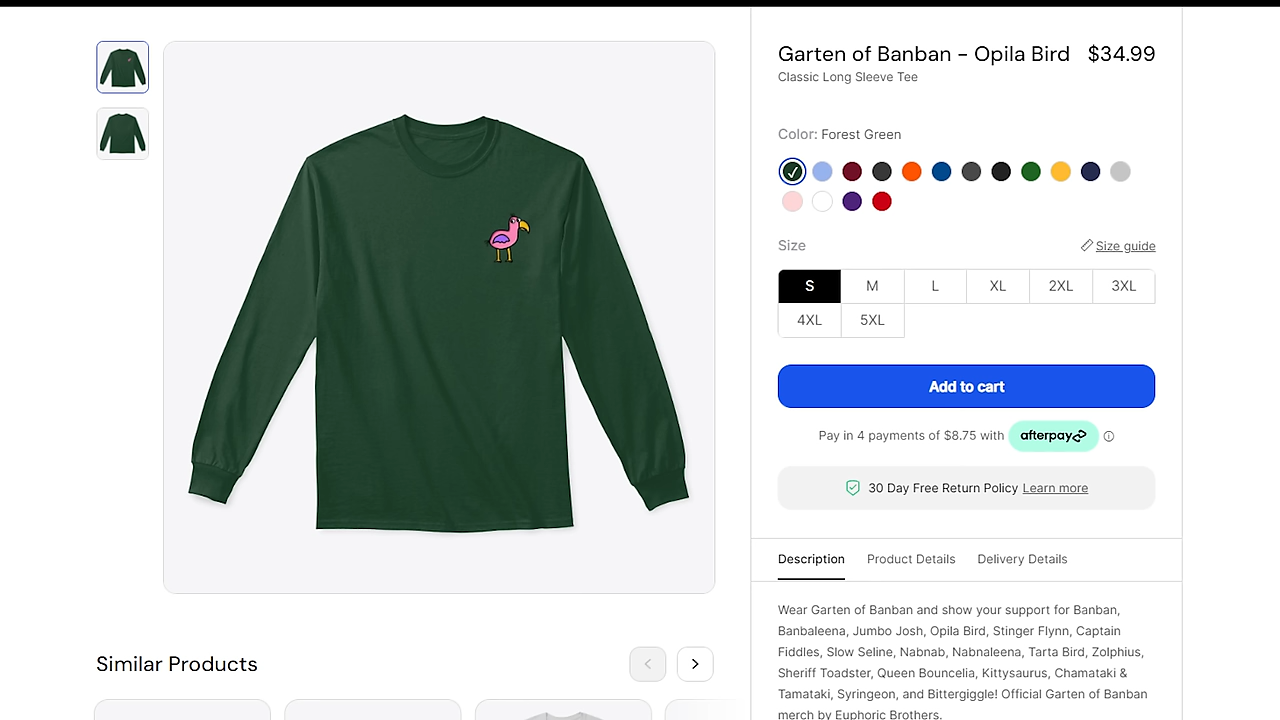 Garten of Banban – Opila Bird $34.99
Classic Long Sleeve Tee
Color: Forest Green
Size
Size guide
S M L XL 2XL 3XL
4XL 5XL
Add to cart
Pay in 4 payments of $8.75 with afterpay
30 Day Free Return Policy Learn more
Description Product Details Delivery Details
Wear Garten of Banban and show your support for Banban,
Banbaleena, Jumbo Josh, Opila Bird, Stinger Flynn, Captain
Fiddles, Slow Seline, Nabnab, Nabnaleena, Tarta Bird, Zolphius,
Sheriff Toadster, Queen Bouncelia, Kittysaurus, Chamataki &
Tamataki, Syringeon, and Bittergiggle! Official Garten of Banban
merch by Euphoric Brothers.
Similar Products